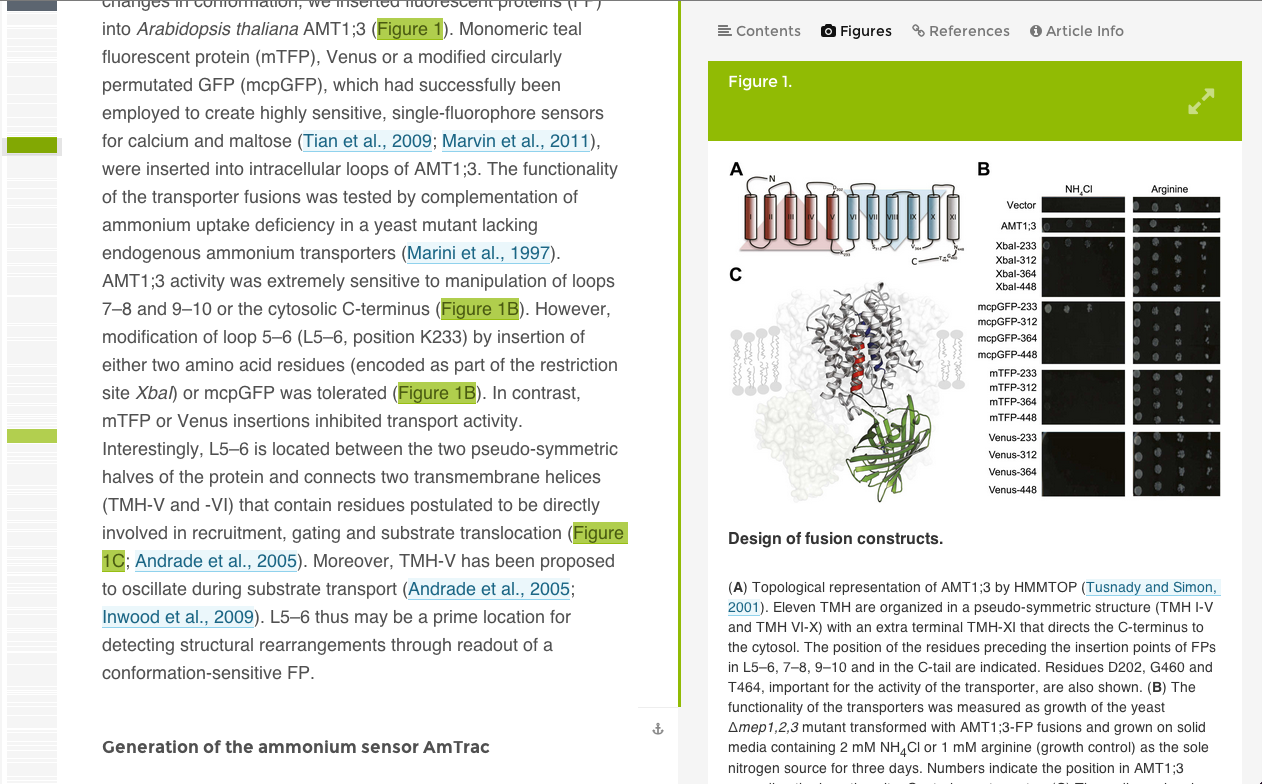 changes in conformation, we inserted fluorescent proteins (FP)
into Arabidopsis thaliana AMT1;3 (Figure 1). Monomeric teal
fluorescent protein (mTFP), Venus or a modified circularly
permutated GFP (mcpGFP), which had successfully been
employed to create highly sensitive, single-fluorophore sensors
for calcium and maltose (Tian et al., 2009; Marvin et al., 2011),
were inserted into intracellular loops of AMT1;3. The functionality
of the transporter fusions was tested by complementation of
ammonium uptake deficiency in a yeast mutant lacking
endogenous ammonium transporters (Marini et al., 1997).
AMT1;3 activity was extremely sensitive to manipulation of loops
7–8 and 9–10 or the cytosolic C-terminus (Figure 1B). However,
modification of loop 5–6 (L5–6, position K233) by insertion of
either two amino acid residues (encoded as part of the restriction
site XbaI) or mcpGFP was tolerated (Figure 1B). In contrast,
mTFP or Venus insertions inhibited transport activity.
Interestingly, L5–6 is located between the two pseudo-symmetric
halves of the protein and connects two transmembrane helices
(TMH-V and -VI) that contain residues postulated to be directly
involved in recruitment, gating and substrate translocation (Figure
1C; Andrade et al., 2005). Moreover, TMH-V has been proposed
to oscillate during substrate transport (Andrade et al., 2005;
Inwood et al., 2009). L5–6 thus may be a prime location for
detecting structural rearrangements through readout of a
conformation-sensitive FP.
Generation of the ammonium sensor AmTrac
Contents Figures References Article Info
Figure 1.
A
N
I II III IV V VI VII VIII IX X XI
C
B
NH4Cl Arginine
Vector
AMT1;3
XbaI-233
XbaI-312
XbaI-364
XbaI-448
mcpGFP-233
mcpGFP-312
mcpGFP-364
mcpGFP-448
mTFP-233
mTFP-312
mTFP-364
mTFP-448
Venus-233
Venus-312
Venus-364
Venus-448
C
Design of fusion constructs.
(A) Topological representation of AMT1;3 by HMMTOP (Tusnady and Simon,
2001). Eleven TMH are organized in a pseudo-symmetric structure (TMH I-V
and TMH VI-X) with an extra terminal TMH-XI that directs the C-terminus to
the cytosol. The position of the residues preceding the insertion points of FPs
in L5–6, 7–8, 9–10 and in the C-tail are indicated. Residues D202, G460 and
T464, important for the activity of the transporter, are also shown. (B) The
functionality of the transporters was measured as growth of the yeast
Δmep1,2,3 mutant transformed with AMT1;3-FP fusions and grown on solid
media containing 2 mM NH4Cl or 1 mM arginine (growth control) as the sole
nitrogen source for three days. Numbers indicate the position in AMT1;3